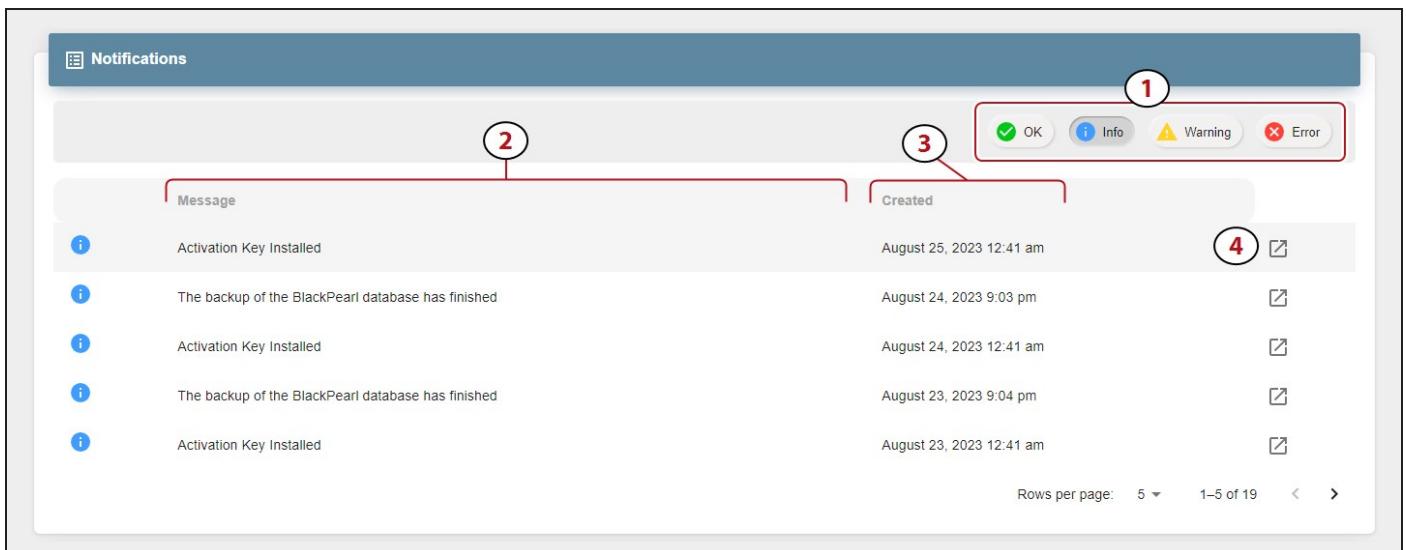 Notifications
1
OK Info Warning Error
2
3
Message Created
Activation Key Installed August 25, 2023 12:41 am 4
The backup of the BlackPearl database has finished August 24, 2023 9:03 pm
Activation Key Installed August 24, 2023 12:41 am
The backup of the BlackPearl database has finished August 23, 2023 9:04 pm
Activation Key Installed August 23, 2023 12:41 am
Rows per page: 5 1–5 of 19